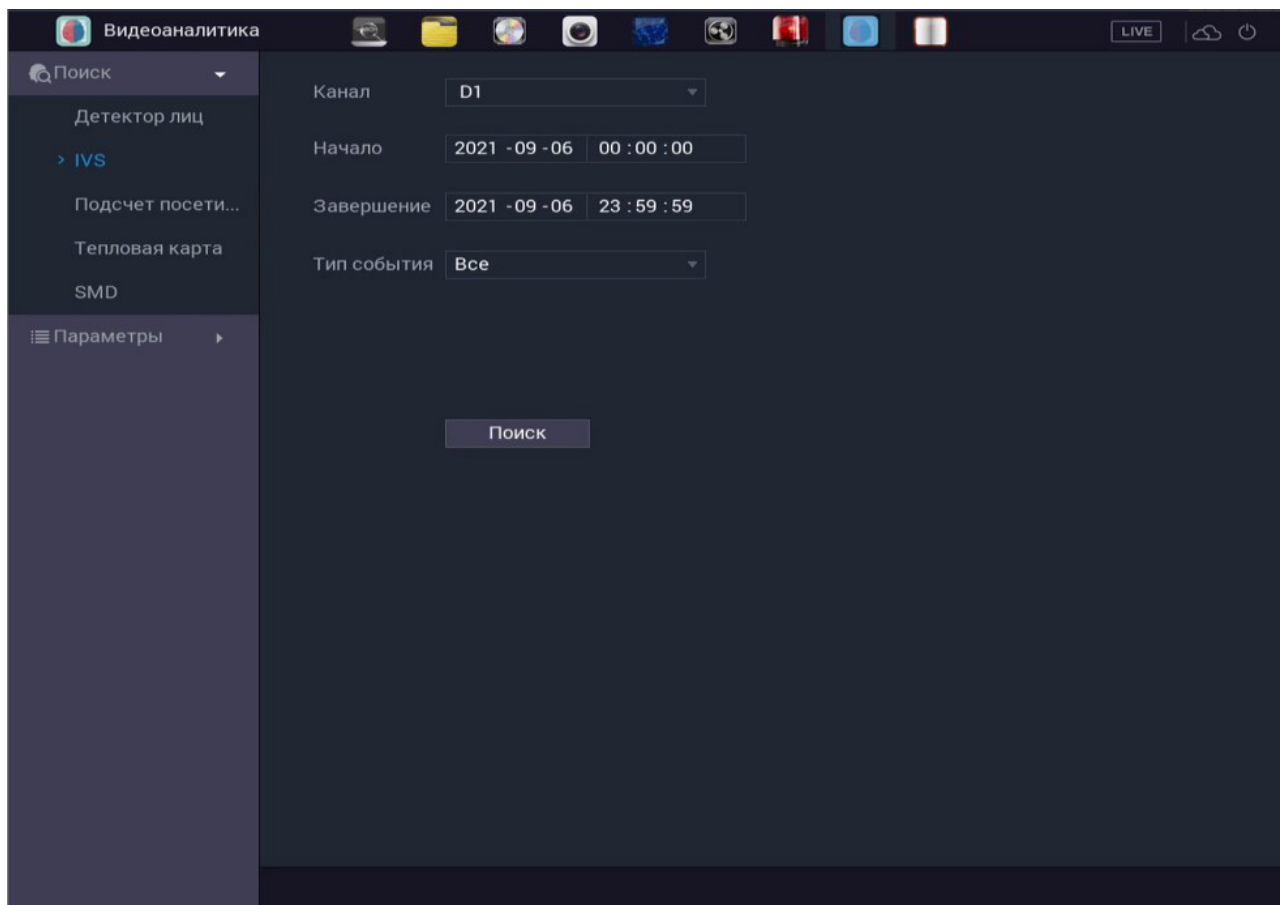 Видеоаналитика
LIVE
Поиск
Детектор лиц
> IVS
Подсчет посети...
Тепловая карта
SMD
Параметры
Канал D1
Начало 2021 -09 -06 00 : 00 : 00
Завершение 2021 -09 -06 23 : 59 : 59
Тип события Все
Поиск